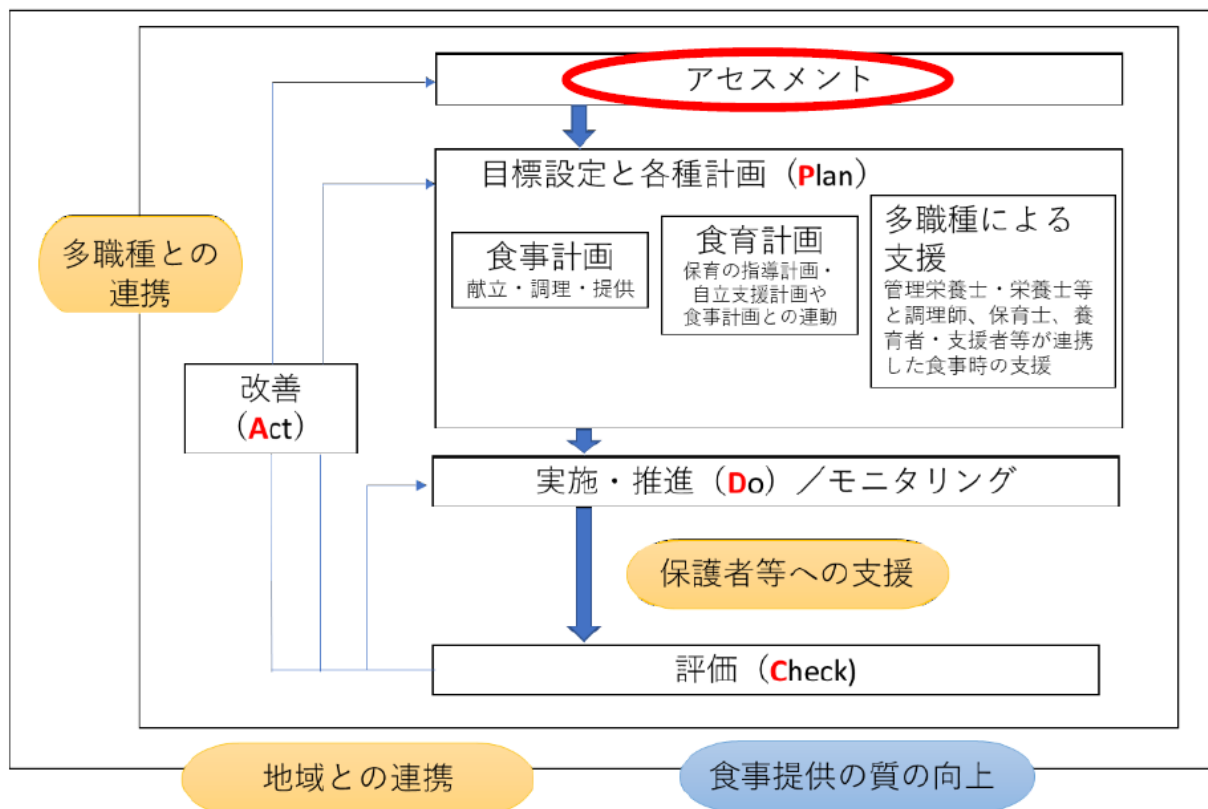 アセスメント
目標設定と各種計画（Plan）
食事計画
献立・調理・提供
食育計画
保育の指導計画・
自立支援計画や
食事計画との連動
多職種による
支援
管理栄養士・栄養士等
と調理師、保育士、養
育者・支援者等が連携
した食事時の支援
多職種との
連携
改善
（Act）
実施・推進（Do）／モニタリング
保護者等への支援
評価（Check)
地域との連携
食事提供の質の向上